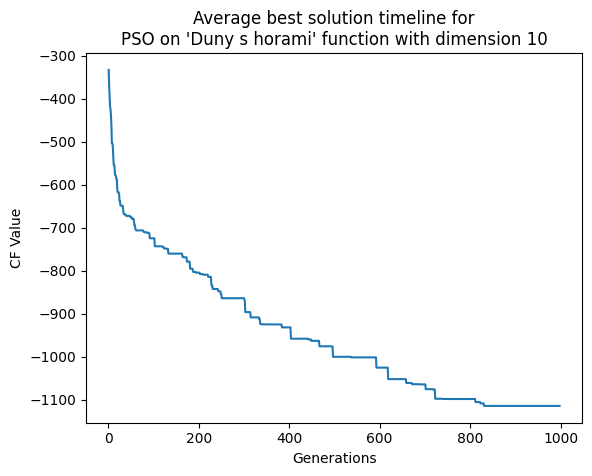 Average best solution timeline for
PSO on 'Duny s horami' function with dimension 10
−300
−400
−500
−600
−700
−800
−900
−1000
−1100
CF Value
0 200 400 600 800 1000
Generations